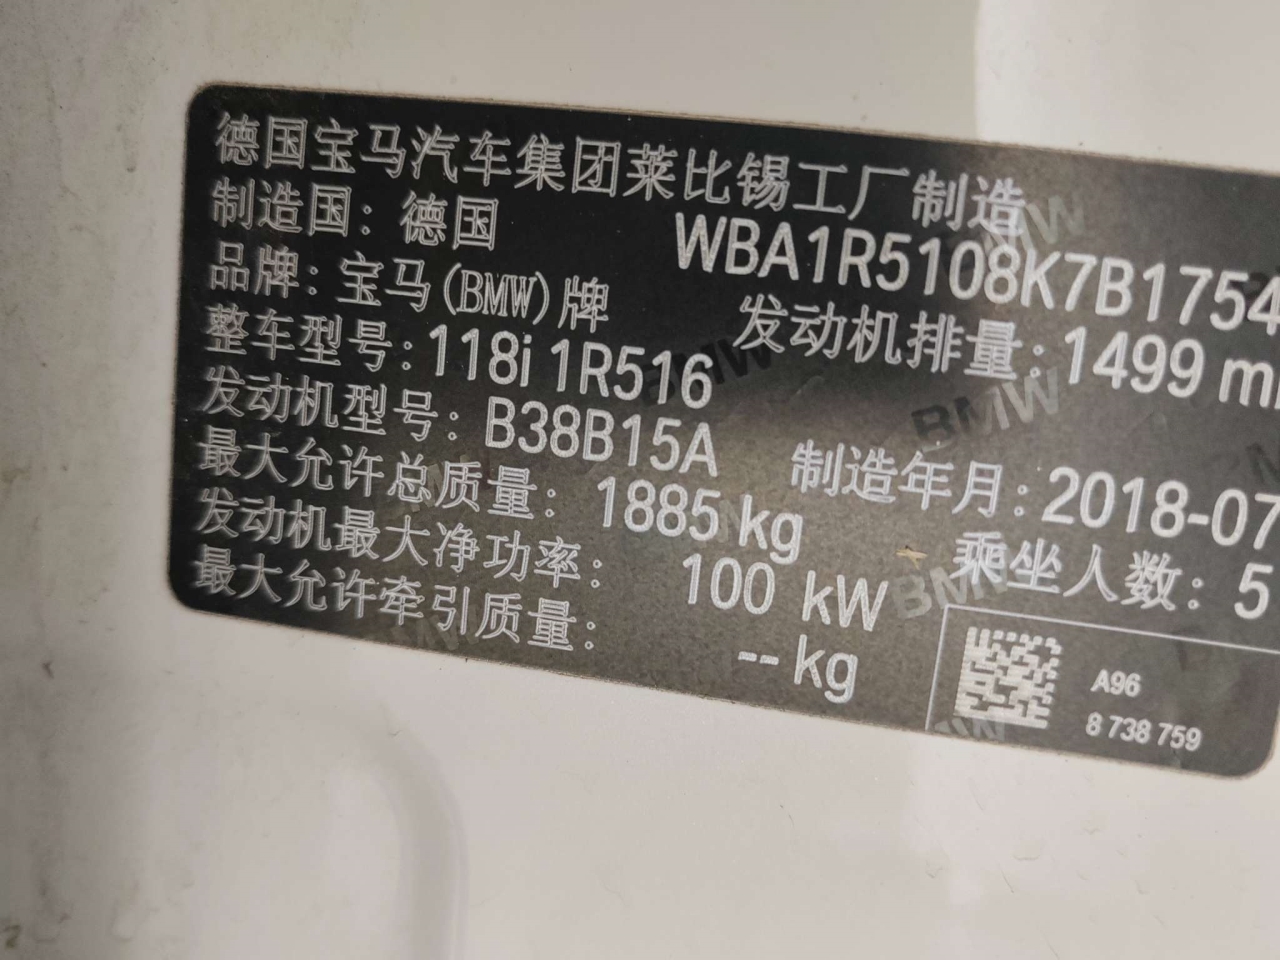 德国宝马汽车集团莱比锡工厂制造
制造国：德国
WBA1R5108K7B1754
品牌：宝马(BMW)牌
发动机排量：1499 m
整车型号：118i 1R516
发动机型号：B38B15A
制造年月：2018-07
最大允许总质量：1885 kg
乘坐人数：5
发动机最大净功率：100 kW
最大允许牵引质量：-- kg
A96
8 738 759
BMW
BMW
BMW
BMW